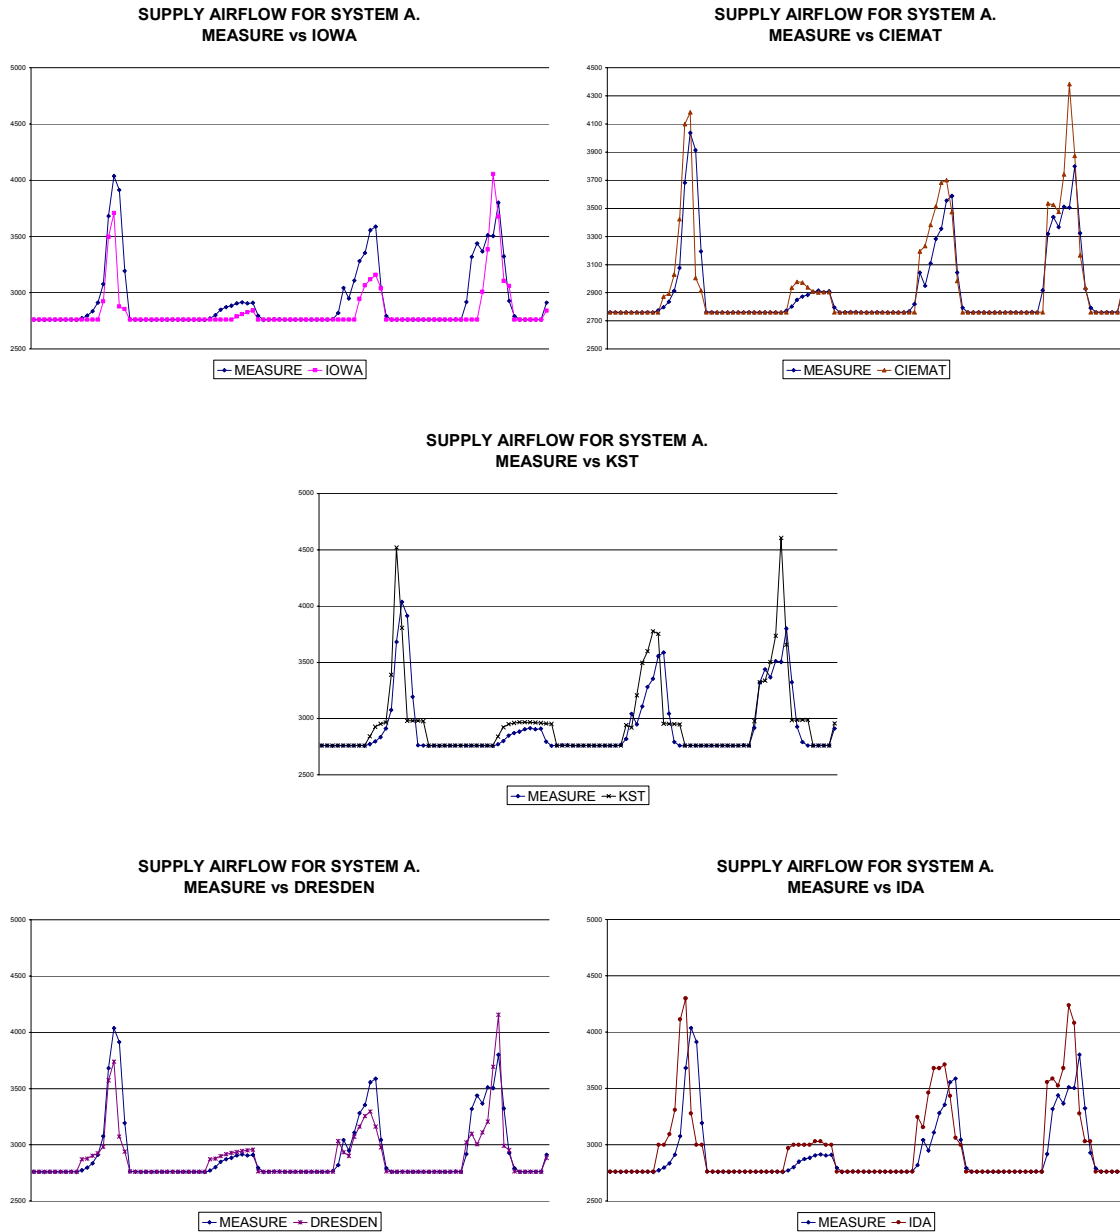 SUPPLY AIRFLOW FOR SYSTEM A.
MEASURE vs IOWA
5000
4500
4000
3500
3000
2500
MEASURE IOWA
SUPPLY AIRFLOW FOR SYSTEM A.
MEASURE vs CIEMAT
4500
4300
4100
3900
3700
3500
3300
3100
2900
2700
2500
MEASURE CIEMAT
SUPPLY AIRFLOW FOR SYSTEM A.
MEASURE vs KST
5000
4500
4000
3500
3000
2500
MEASURE KST
SUPPLY AIRFLOW FOR SYSTEM A.
MEASURE vs DRESDEN
5000
4500
4000
3500
3000
2500
MEASURE DRESDEN
SUPPLY AIRFLOW FOR SYSTEM A.
MEASURE vs IDA
5000
4500
4000
3500
3000
2500
MEASURE IDA